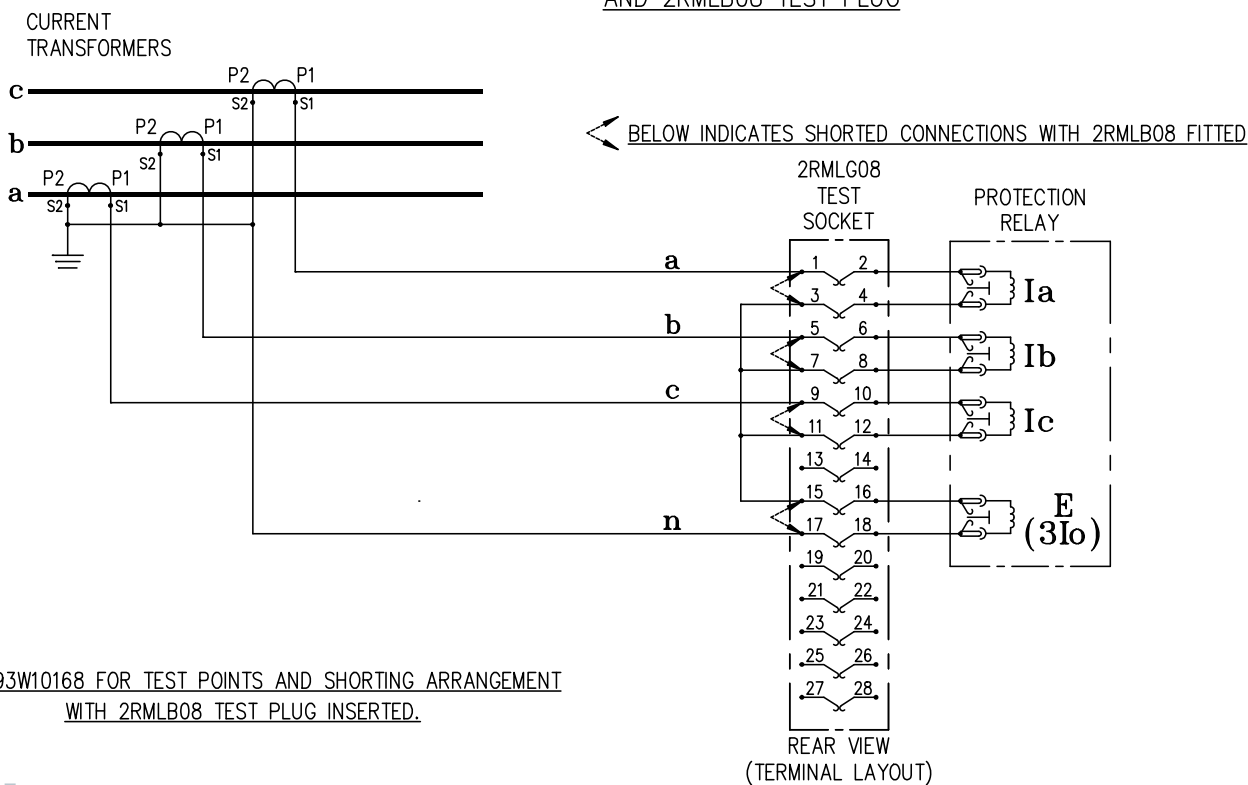 AND 2RMLB08 TEST PLUG
CURRENT
TRANSFORMERS
c P2 P1
S2 S1
b P2 P1
S2 S1
a P2 P1
S2 S1
BELOW INDICATES SHORTED CONNECTIONS WITH 2RMLB08 FITTED
2RMLG08
TEST
SOCKET
PROTECTION
RELAY
a 1 2
3 4 Ia
b 5 6
7 8 Ib
c 9 10
11 12 Ic
13 14
15 16 E
n 17 18 (3Io)
19 20
21 22
23 24
25 26
27 28
REAR VIEW
(TERMINAL LAYOUT)
93W10168 FOR TEST POINTS AND SHORTING ARRANGEMENT
WITH 2RMLB08 TEST PLUG INSERTED.